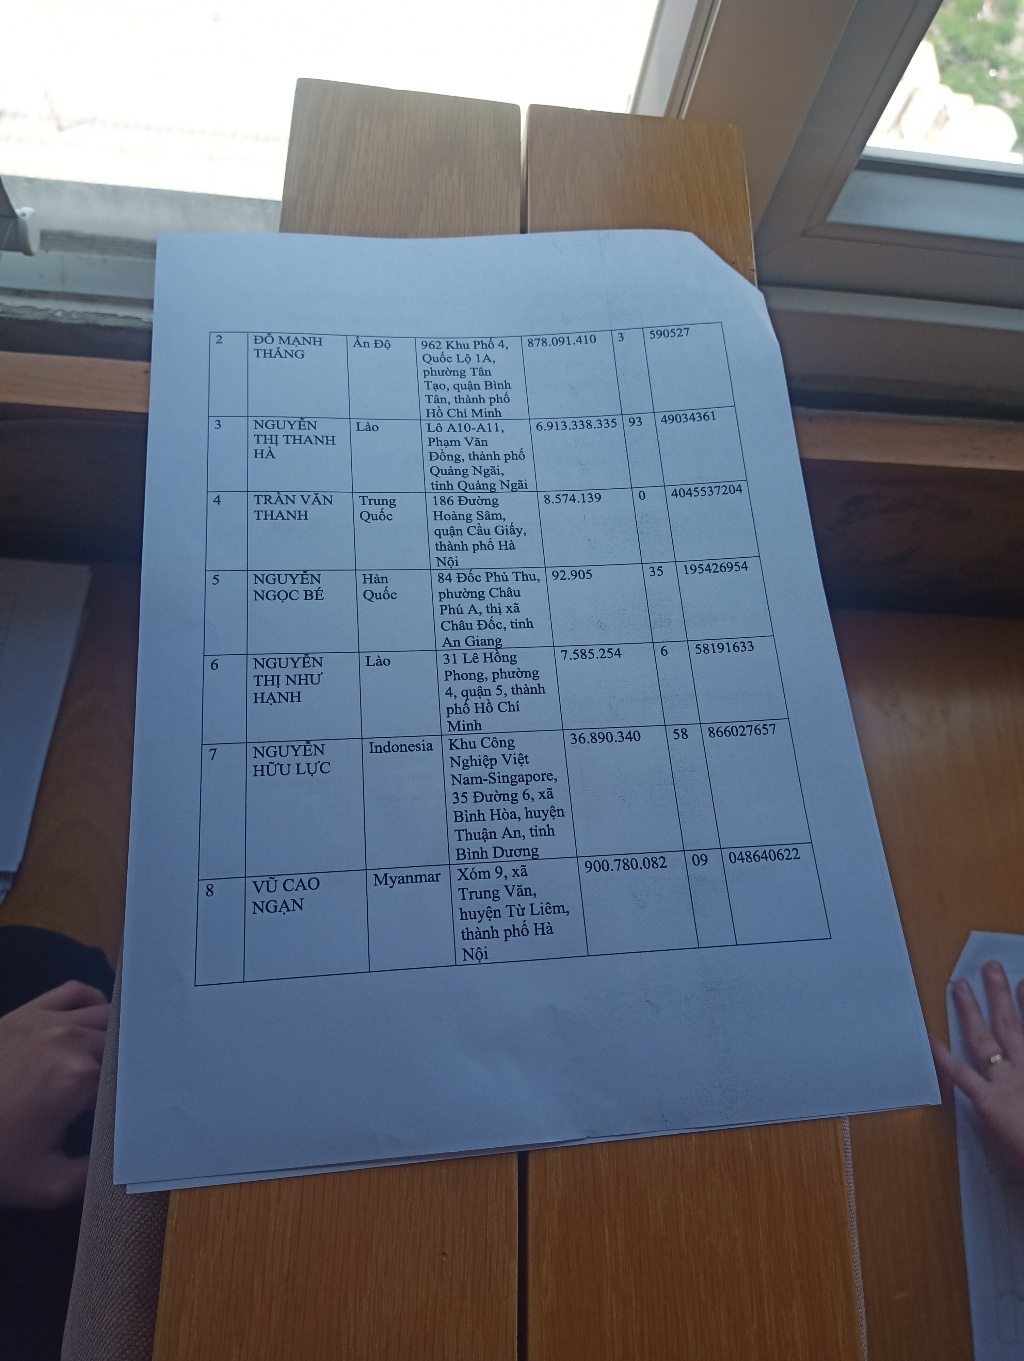 2 ĐỖ MẠNH Ấn Độ 962 Khu Phố 4, 878.091.410 3 590527
THẮNG Quốc Lộ 1A,
phường Tân
Tạo, quận Bình
Tân, thành phố
Hồ Chí Minh
3 NGUYỄN Lào Lô A10-A11, 6.913.338.335 93 49034361
THỊ THANH Phạm Văn
HÀ Đồng, thành phố
Quảng Ngãi,
tỉnh Quảng Ngãi
4 TRẦN VĂN Trung 186 Đường 8.574.139 0 4045537204
THANH Quốc Hoàng Sâm,
quận Cầu Giấy,
thành phố Hà
Nội
5 NGUYỄN Hàn 84 Đốc Phủ Thu, 92.905 35 195426954
NGỌC BÉ Quốc phường Châu
Phú A, thị xã
Châu Đốc, tỉnh
An Giang
6 NGUYỄN Lào 31 Lê Hồng 7.585.254 6 58191633
THỊ NHƯ Phong, phường
HẠNH 4, quận 5, thành
phố Hồ Chí
Minh
7 NGUYỄN Indonesia Khu Công 36.890.340 58 866027657
HỮU LỰC Nghiệp Việt
Nam-Singapore,
35 Đường 6, xã
Bình Hòa, huyện
Thuận An, tỉnh
Bình Dương
8 VŨ CAO Myanmar Xóm 9, xã 900.780.082 09 048640622
NGẠN Trung Văn,
huyện Từ Liêm,
thành phố Hà
Nội